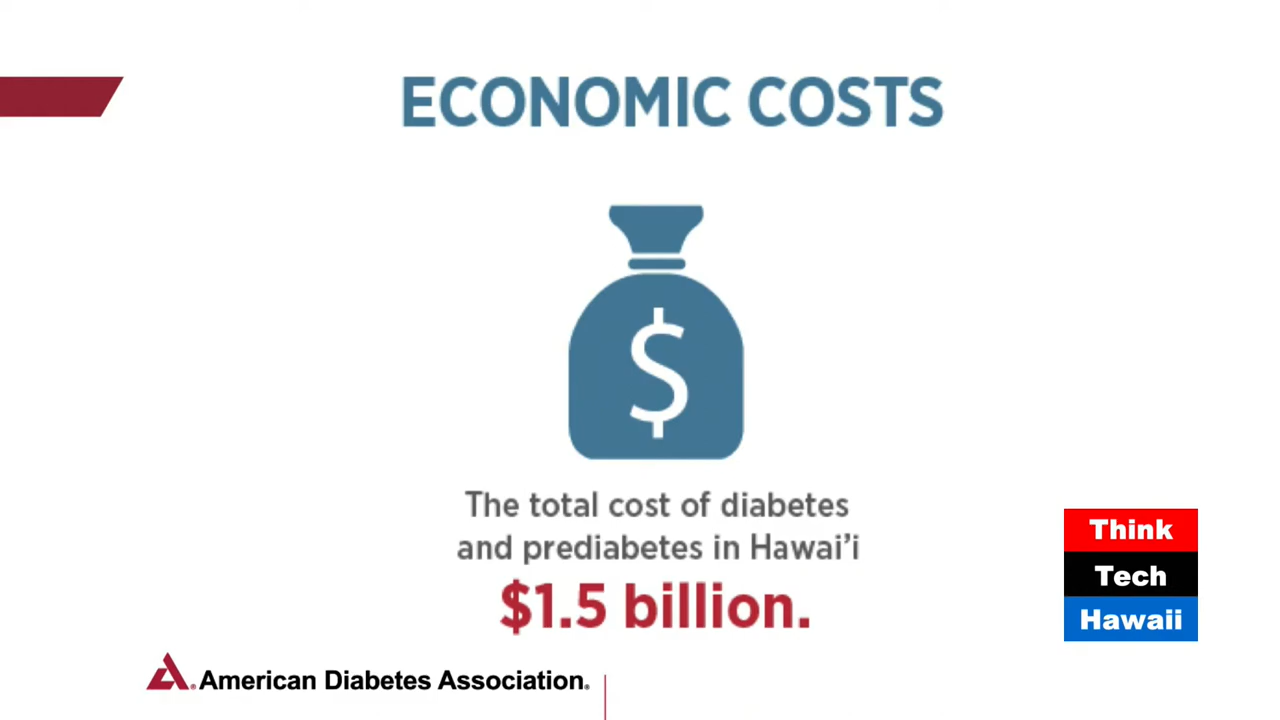 ECONOMIC COSTS
$
The total cost of diabetes
and prediabetes in Hawai’i
$1.5 billion.
Think
Tech
Hawaii
American Diabetes Association®